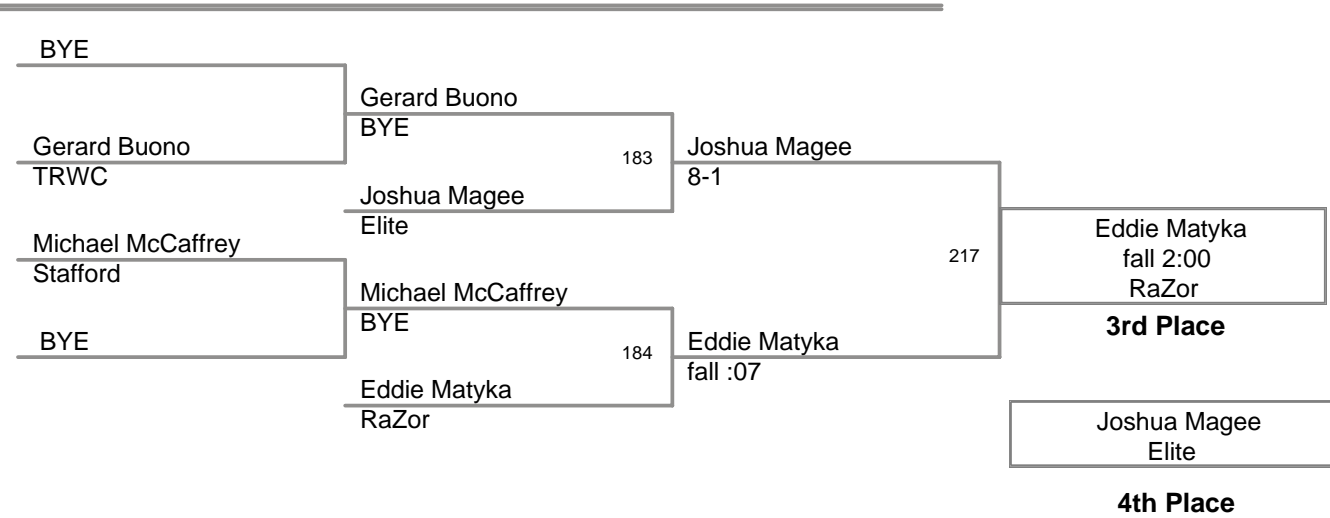 BYE
Gerard Buono
BYE
Gerard Buono
TRWC
183
Joshua Magee
8-1
Joshua Magee
Elite
Michael McCaffrey
Stafford
217
Eddie Matyka
fall 2:00
RaZor
3rd Place
Michael McCaffrey
BYE
BYE
184
Eddie Matyka
fall :07
Eddie Matyka
RaZor
Joshua Magee
Elite
4th Place